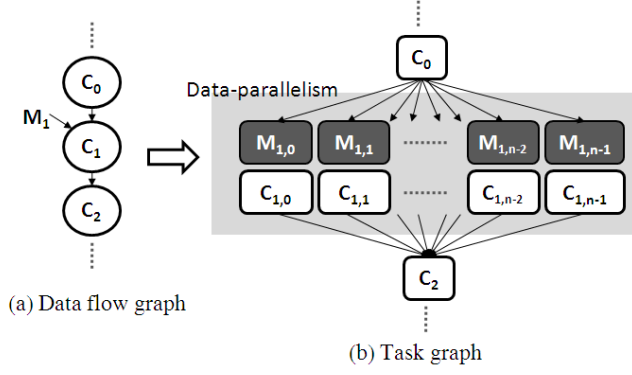 C0
M1
C1
C2
(a) Data flow graph
C0
Data-parallelism
M1,0 M1,1 M1,n-2 M1,n-1
C1,0 C1,1 C1,n-2 C1,n-1
C2
(b) Task graph